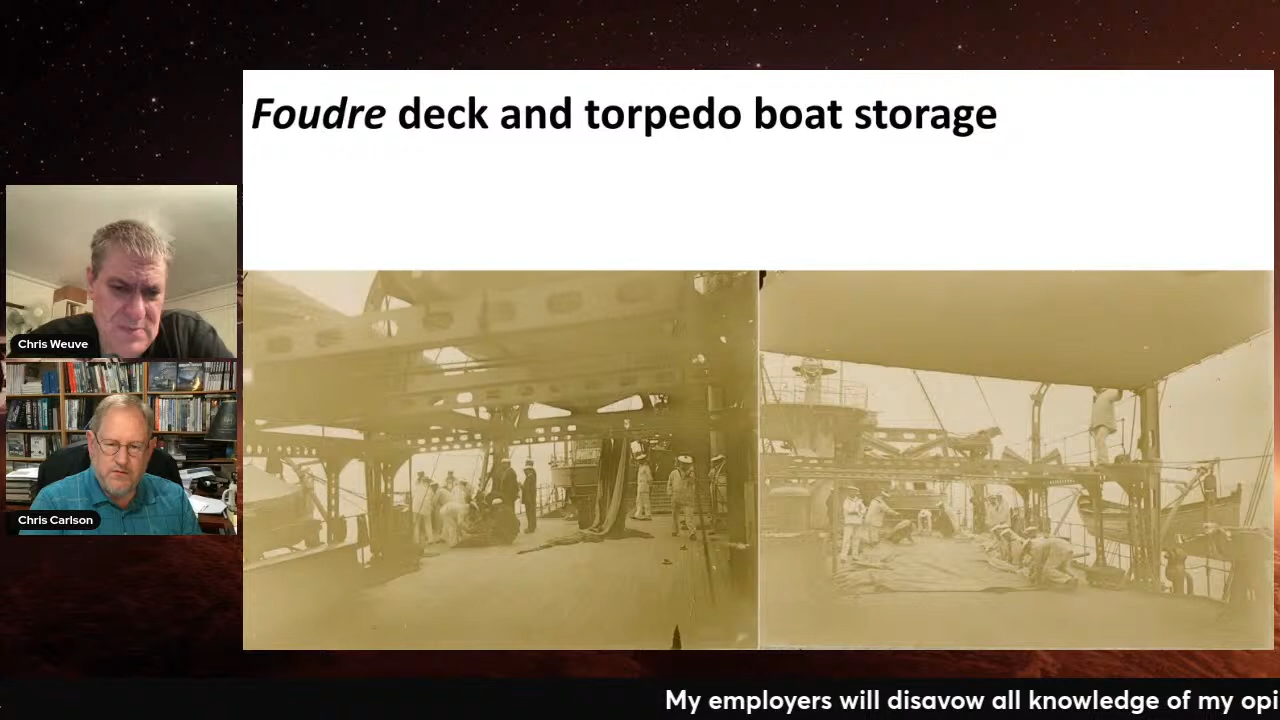 Foudre deck and torpedo boat storage
Chris Weuve
Chris Carlson
My employers will disavow all knowledge of my opi